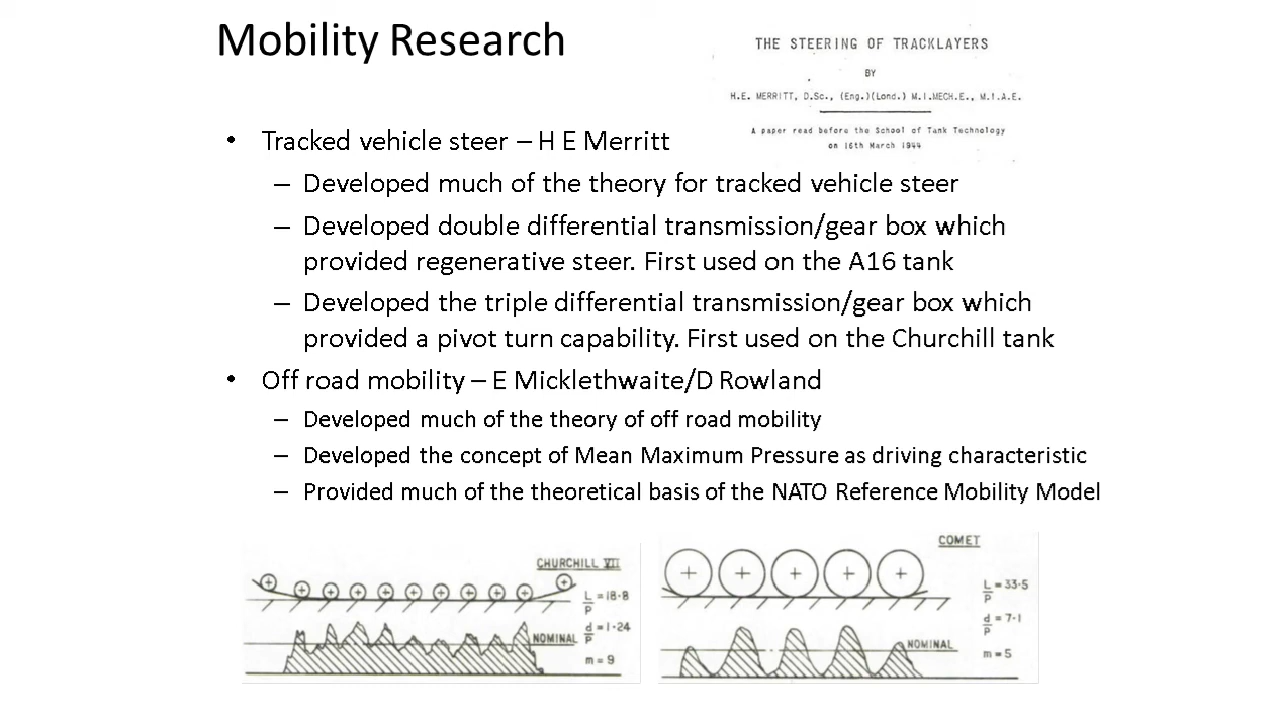 Mobility Research
THE STEERING OF TRACKLAYERS
BY
H.E. MERRITT, D.Sc., (Eng.)(Lond.) M.I.MECH.E., M.I.A.E.
A paper read before the School of Tank Technology
on 16th March 1944
• Tracked vehicle steer – H E Merritt
– Developed much of the theory for tracked vehicle steer
– Developed double differential transmission/gear box which
provided regenerative steer. First used on the A16 tank
– Developed the triple differential transmission/gear box which
provided a pivot turn capability. First used on the Churchill tank
• Off road mobility – E Micklethwaite/D Rowland
– Developed much of the theory of off road mobility
– Developed the concept of Mean Maximum Pressure as driving characteristic
– Provided much of the theoretical basis of the NATO Reference Mobility Model
CHURCHILL VII
L/P = 18·8
d/P = 1·24
NOMINAL
m = 9
COMET
L/P = 33·5
d/P = 7·1
NOMINAL
m = 5